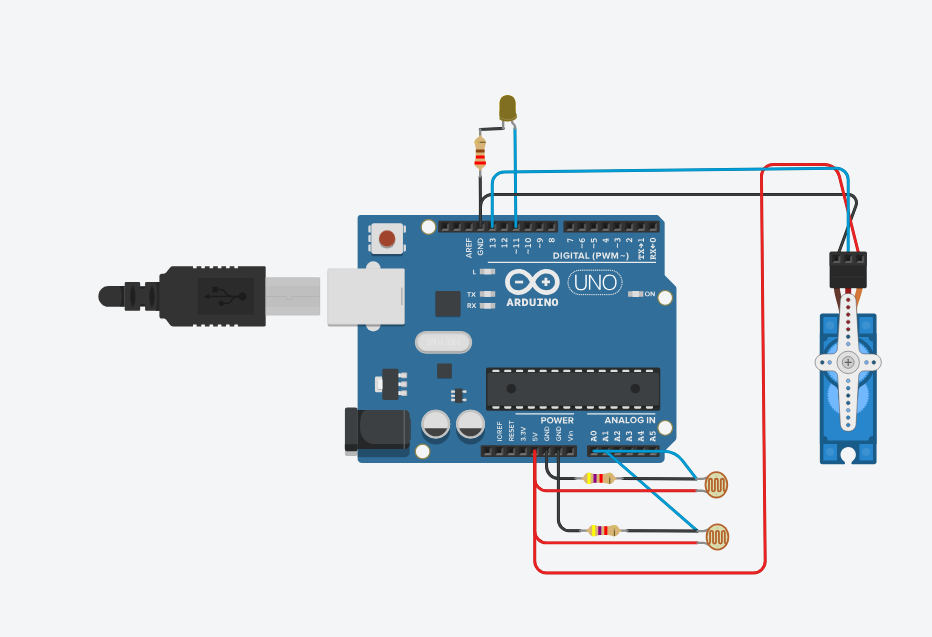 AREF
GND
13
12
~11
~10
~9
8
7
~6
~5
4
~3
2
TX→1
RX←0
DIGITAL (PWM~)
L
TX
RX
ARDUINO
UNO
ON
POWER
ANALOG IN
IOREF
RESET
3.3V
5V
GND
GND
Vin
A0
A1
A2
A3
A4
A5